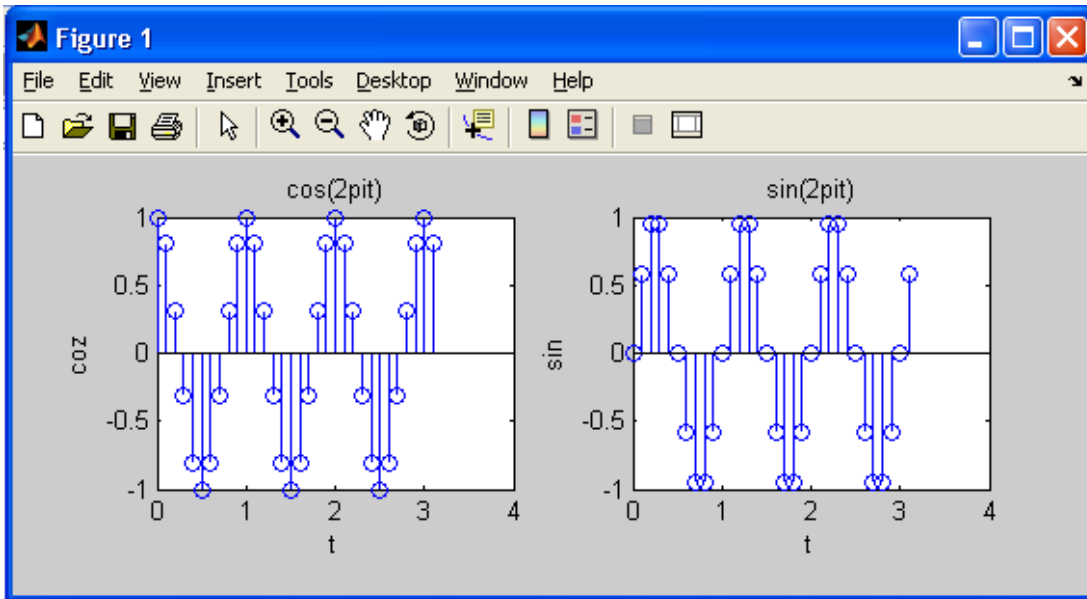 Figure 1
File Edit View Insert Tools Desktop Window Help
cos(2pit)
1
0.5
0
-0.5
-1
coz
0 1 2 3 4
t
sin(2pit)
1
0.5
0
-0.5
-1
sin
0 1 2 3 4
t